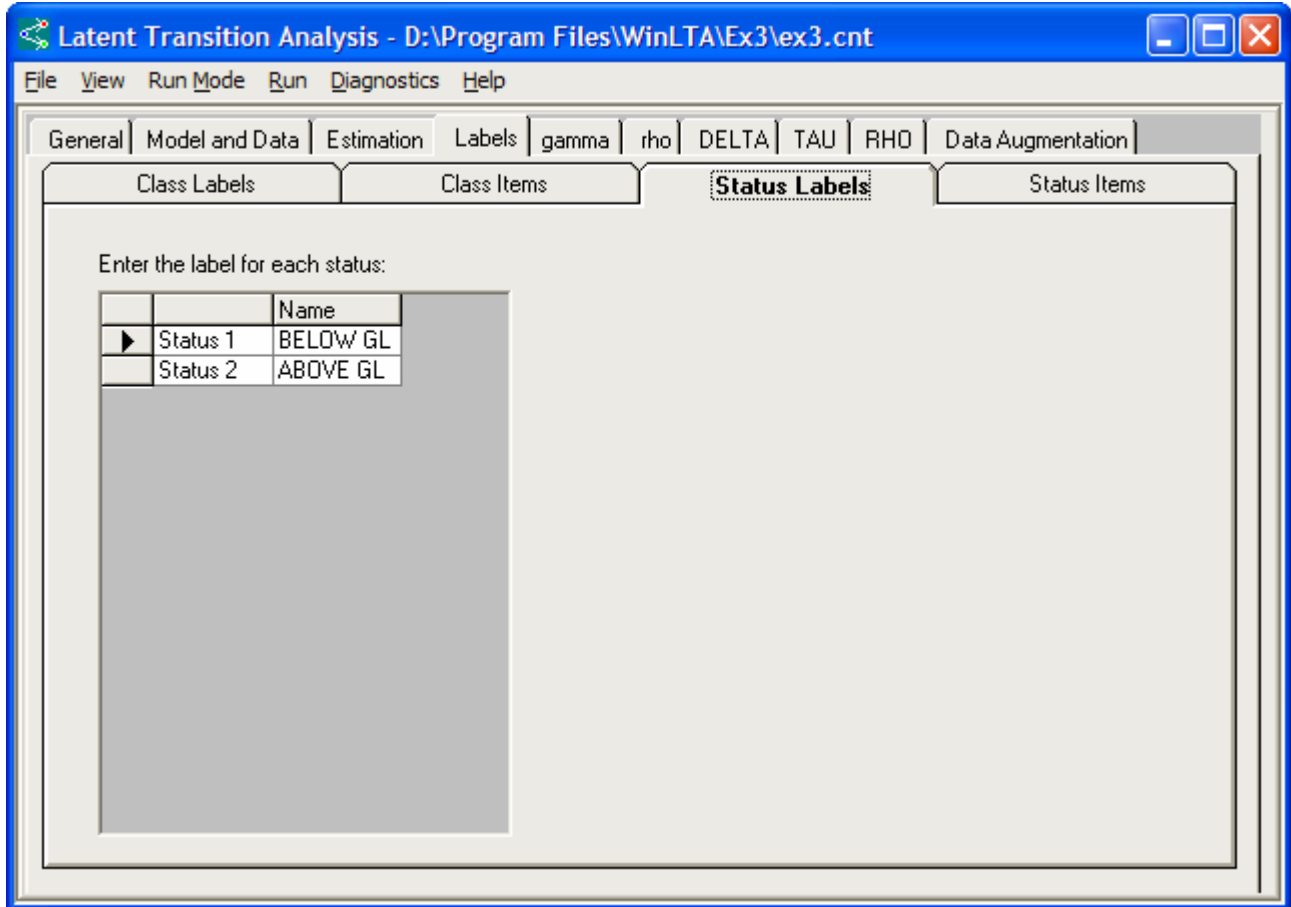 Latent Transition Analysis - D:\Program Files\WinLTA\Ex3\ex3.cnt
File View Run Mode Run Diagnostics Help
General Model and Data Estimation Labels gamma rho DELTA TAU RHO Data Augmentation
Class Labels Class Items Status Labels Status Items
Enter the label for each status:
Name
Status 1 BELOW GL
Status 2 ABOVE GL